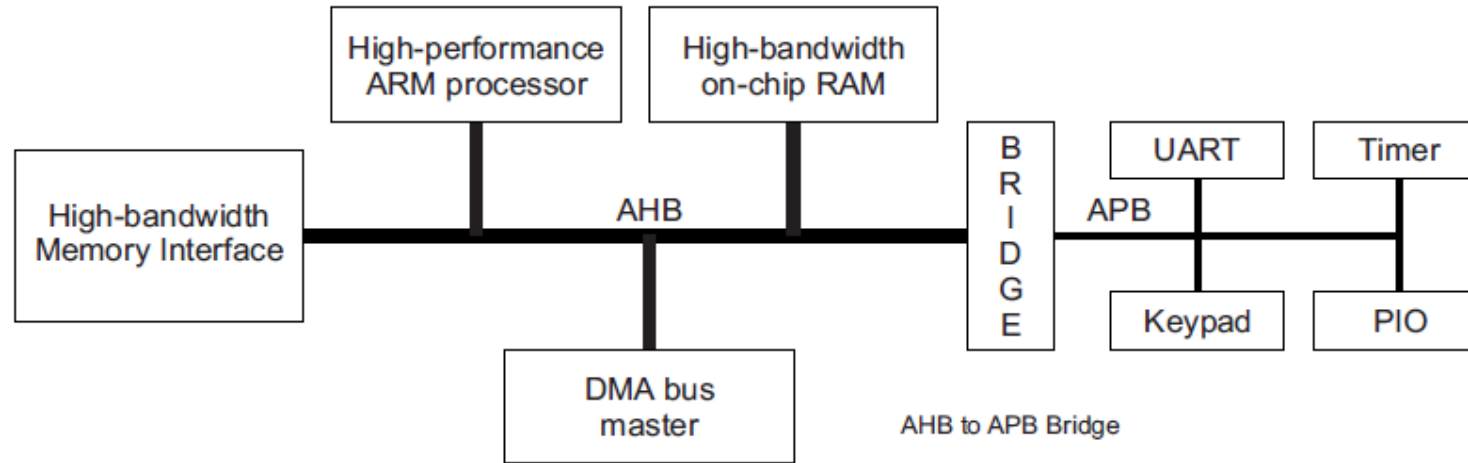 High-performance
ARM processor
High-bandwidth
on-chip RAM
High-bandwidth
Memory Interface
AHB
B
R
I
D
G
E
APB
UART
Timer
Keypad
PIO
DMA bus
master
AHB to APB Bridge